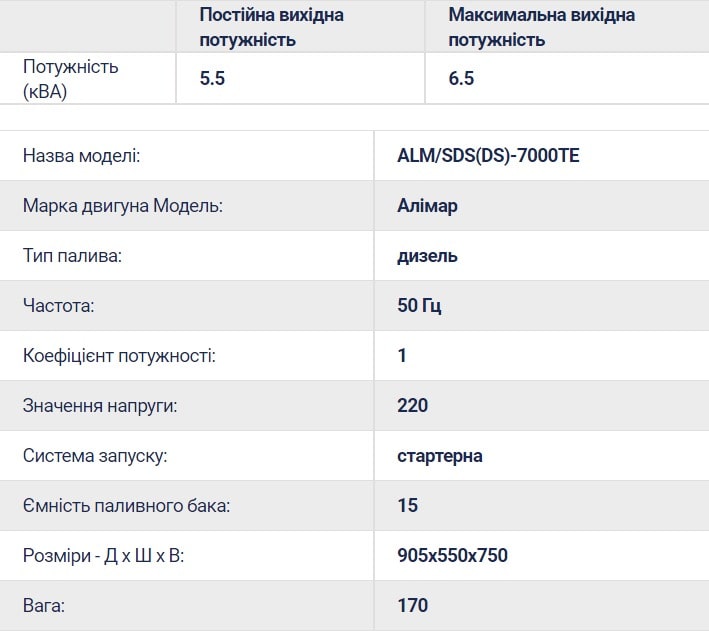 Постійна вихідна
потужність
Максимальна вихідна
потужність
Потужність
(кВА)
5.5
6.5
Назва моделі:
ALM/SDS(DS)-7000TE
Марка двигуна Модель:
Алімар
Тип палива:
дизель
Частота:
50 Гц
Коефіцієнт потужності:
1
Значення напруги:
220
Система запуску:
стартерна
Ємність паливного бака:
15
Розміри - Д х Ш х В:
905х550х750
Вага:
170